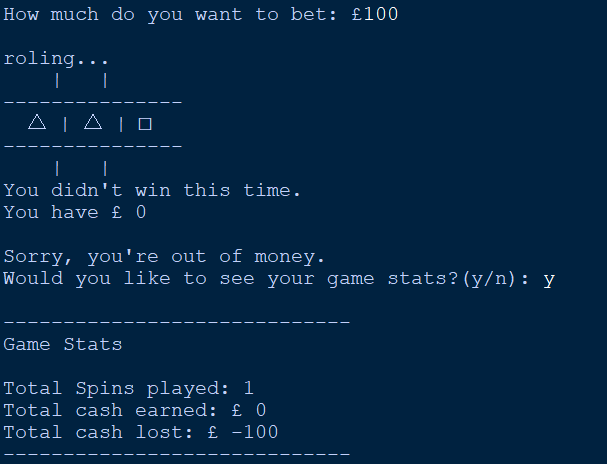 How much do you want to bet: £100
roling...
|   |
---------------
△ | △ | □
---------------
|   |
You didn't win this time.
You have £ 0
Sorry, you're out of money.
Would you like to see your game stats?(y/n): y
-----------------------------
Game Stats
Total Spins played: 1
Total cash earned: £ 0
Total cash lost: £ -100
-----------------------------